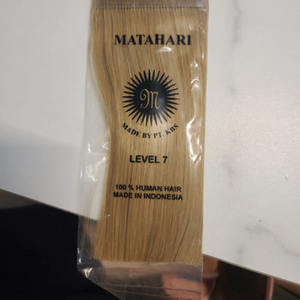 MATAHARI
M
MADE BY PT. KBS
LEVEL 7
100 % HUMAN HAIR
MADE IN INDONESIA